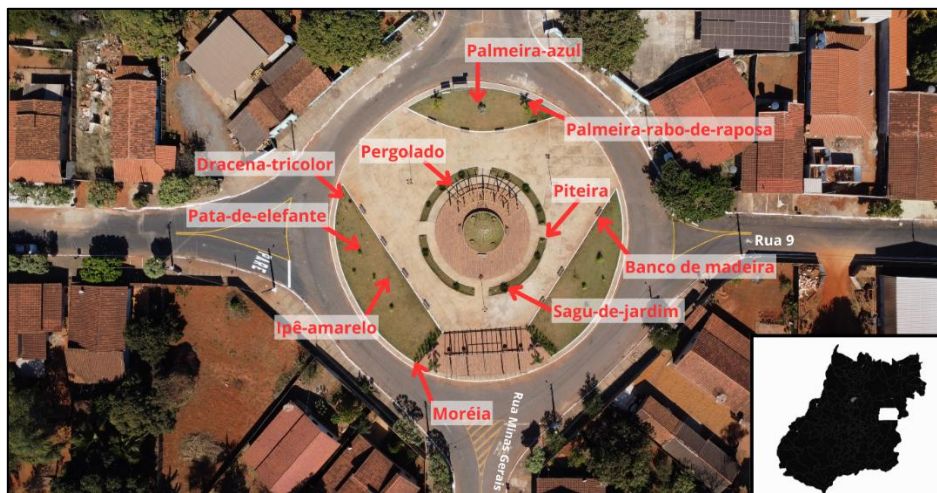 Palmeira-azul
Palmeira-rabo-de-raposa
Pergolado
Dracena-tricolor
Piteira
Pata-de-elefante
Rua 9
PARE
Banco de madeira
Sagu-de-jardim
Ipê-amarelo
Moréia
Rua Minas Gerais